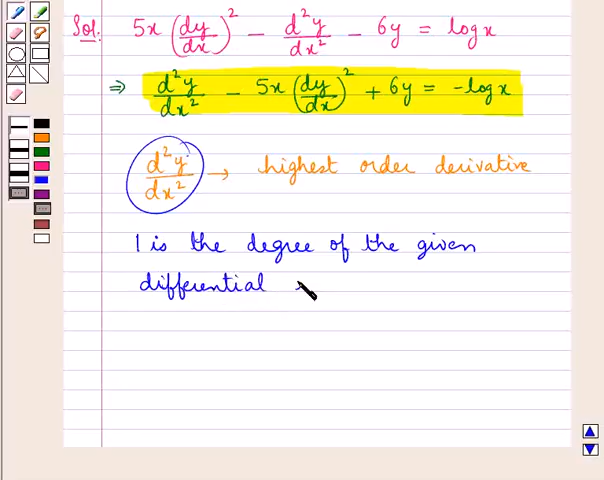 Sol. 5x (dy/dx)² - d²y/dx² - 6y = log x
⇒ d²y/dx² - 5x (dy/dx)² + 6y = -log x
d²y/dx² → highest order derivative
1 is the degree of the given
differential